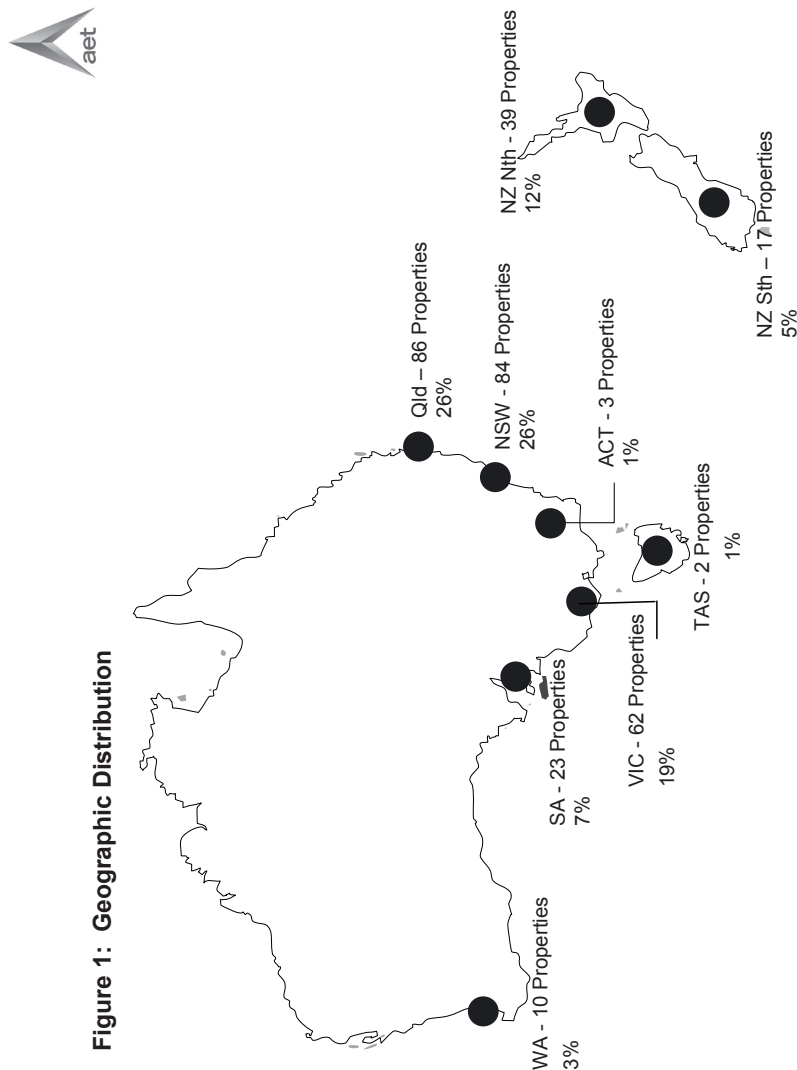 aet
Figure 1: Geographic Distribution
Qld – 86 Properties
26%
NSW - 84 Properties
26%
ACT - 3 Properties
1%
TAS - 2 Properties
1%
VIC - 62 Properties
19%
SA - 23 Properties
7%
WA - 10 Properties
3%
NZ Nth - 39 Properties
12%
NZ Sth – 17 Properties
5%